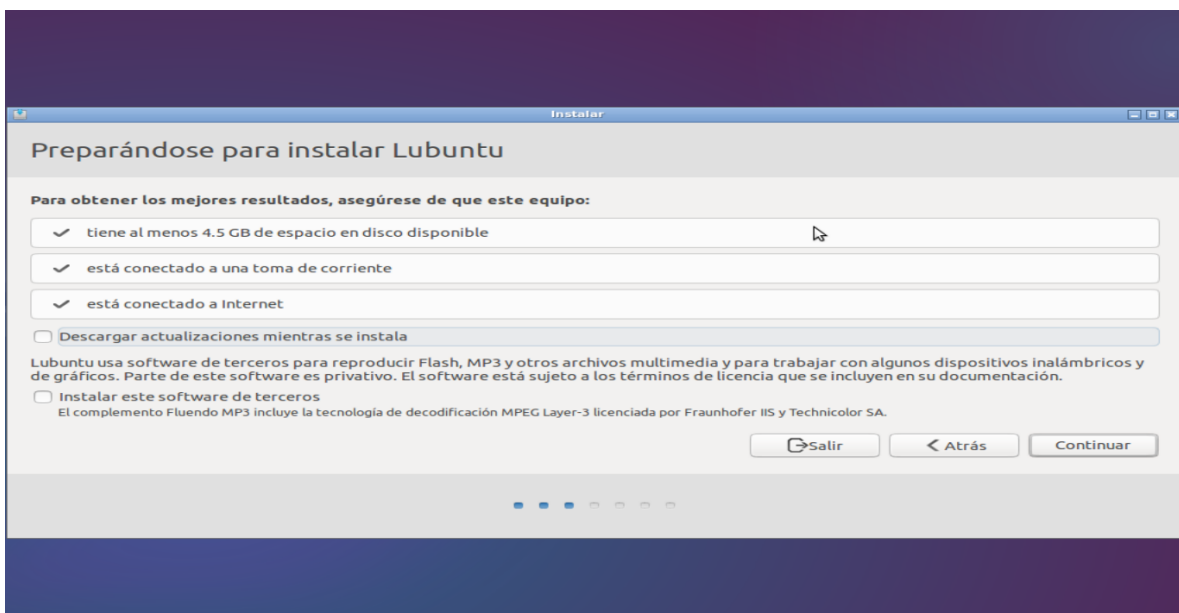 Instalar
Preparándose para instalar Lubuntu
Para obtener los mejores resultados, asegúrese de que este equipo:
tiene al menos 4.5 GB de espacio en disco disponible
está conectado a una toma de corriente
está conectado a Internet
Descargar actualizaciones mientras se instala
Lubuntu usa software de terceros para reproducir Flash, MP3 y otros archivos multimedia y para trabajar con algunos dispositivos inalámbricos y
de gráficos. Parte de este software es privativo. El software está sujeto a los términos de licencia que se incluyen en su documentación.
Instalar este software de terceros
El complemento Fluendo MP3 incluye la tecnología de decodificación MPEG Layer-3 licenciada por Fraunhofer IIS y Technicolor SA.
Salir Atrás Continuar